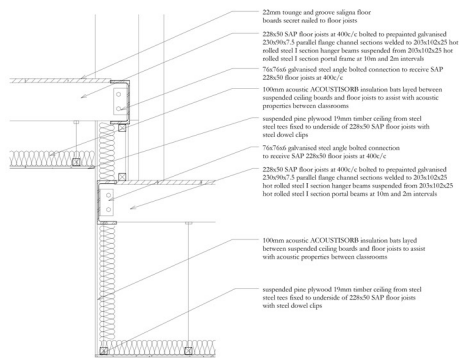 22mm tounge and groove saligna floor
boards secret nailed to floor joists
228x50 SAP floor joists at 400c/c bolted to prepainted galvanised
230x90x7.5 parallel flange channel sections welded to 203x102x25 hot
rolled steel I section hanger beams suspended from 203x102x25 hot
rolled steel I section portal frame at 10m and 2m intervals
76x76x6 galvanised steel angle bolted connection to receive SAP
228x50 floor joists at 400c/c
100mm acoustic ACOUSTISORB insulation bats layed between
suspended ceiling boards and floor joists to assist with acoustic
properties between classrooms
suspended pine plywood 19mm timber ceiling from steel
steel tees fixed to underside of 228x50 SAP floor joists with
steel dowel clips
76x76x6 galvanised steel angle bolted connection
to receive SAP 228x50 floor joists at 400c/c
228x50 SAP floor joists at 400c/c bolted to prepainted galvanised
230x90x7.5 parallel flange channel sections welded to 203x102x25
hot rolled steel I section hanger beams suspended from 203x102x25
hot rolled steel I section portal beams at 10m and 2m intervals
100mm acoustic ACOUSTISORB insulation bats layed
between suspended ceiling boards and floor joists to assist
with acoustic properties between classrooms
suspended pine plywood 19mm timber ceiling from steel
steel tees fixed to underside of 228x50 SAP floor joists
with steel dowel clips